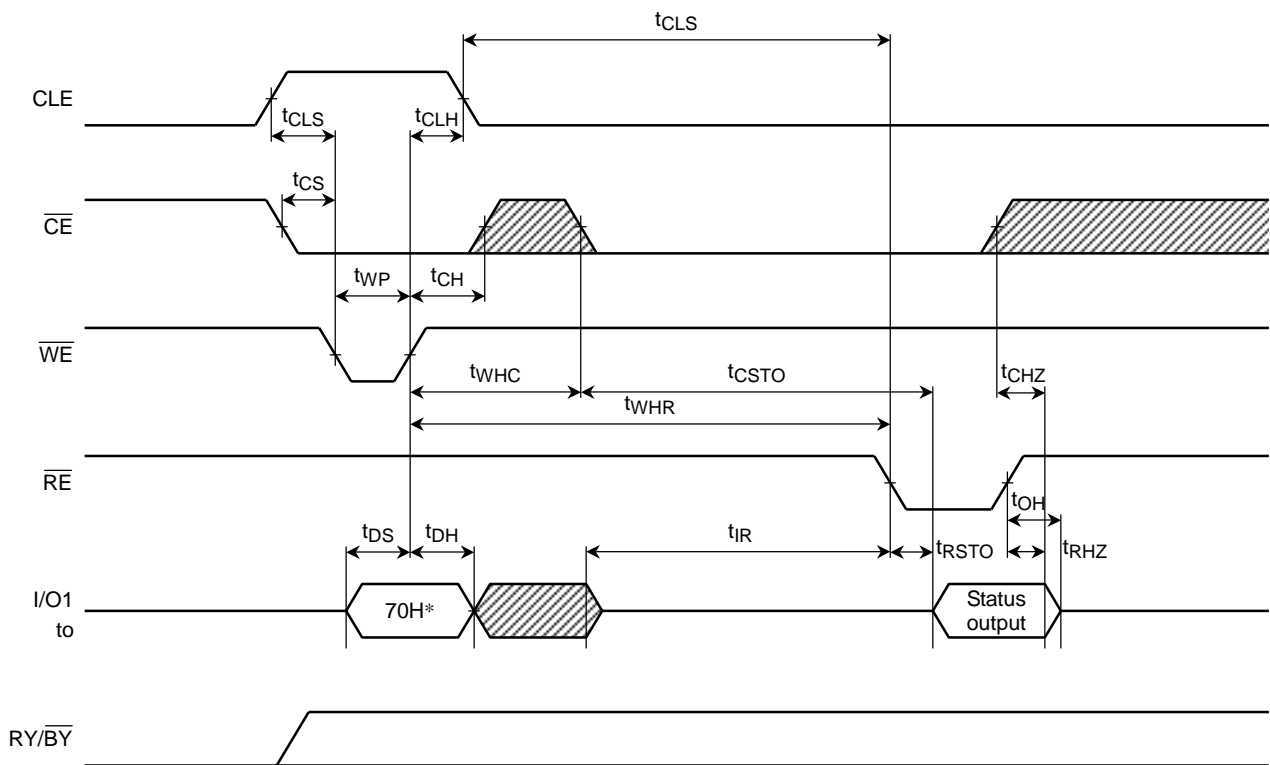 tCLS
CLE
tCLS
tCLH
tCS
CE
tWP
tCH
WE
tWHC
tCSTO
tCHZ
tWHR
RE
tOH
tDS
tDH
tIR
tRSTO
tRHZ
I/O1
to
70H*
Status
output
RY/BY